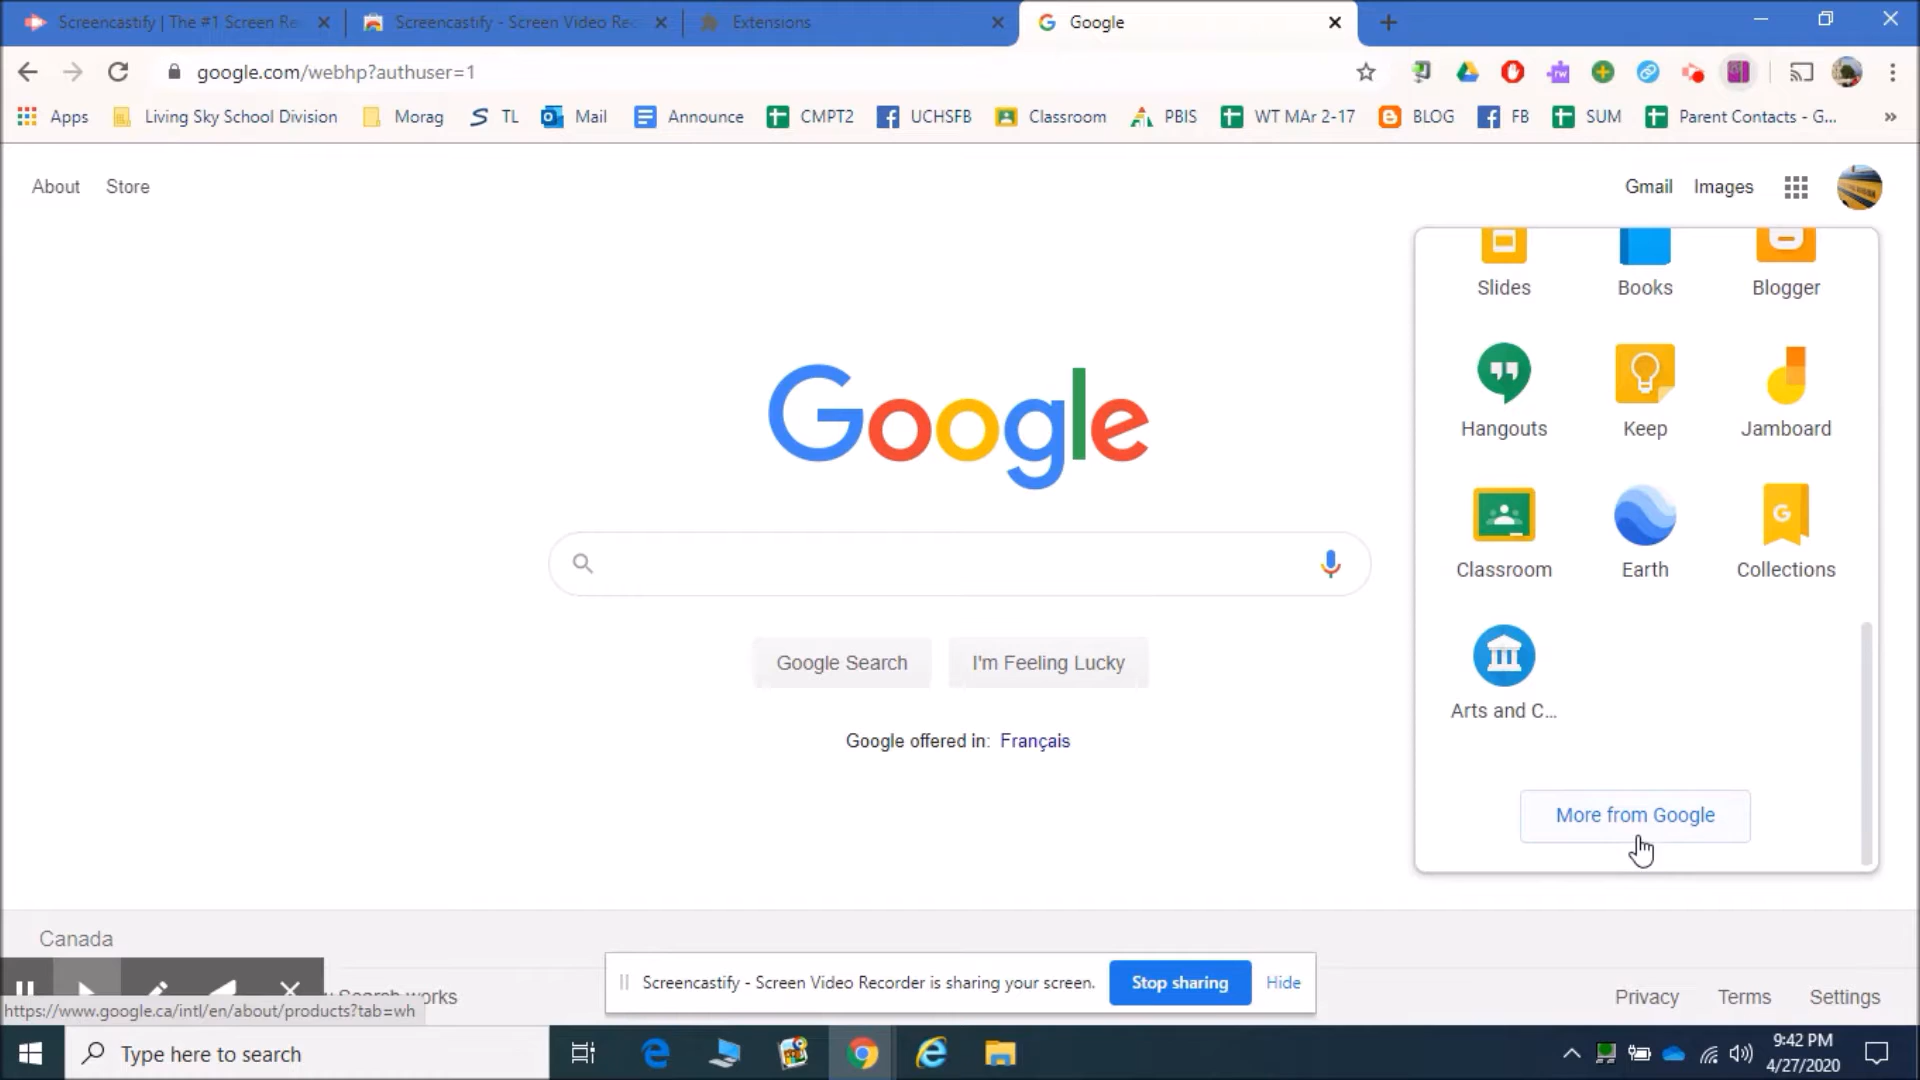 Screencastify | The #1 Screen Re
Screencastify - Screen Video Rec
Extensions
Google
google.com/webhp?authuser=1
Apps
Living Sky School Division
Morag
TL
Mail
Announce
CMPT2
UCHSFB
Classroom
PBIS
WT MAr 2-17
BLOG
FB
SUM
Parent Contacts - G...
»
About
Store
Gmail
Images
Slides
Books
Blogger
Hangouts
Keep
Jamboard
Classroom
Earth
Collections
Arts and C...
More from Google
Google
Google Search
I'm Feeling Lucky
Google offered in: Français
Canada
Search works
Screencastify - Screen Video Recorder is sharing your screen.
Stop sharing
Hide
Privacy
Terms
Settings
https://www.google.ca/intl/en/about/products?tab=wh
Type here to search
9:42 PM
4/27/2020